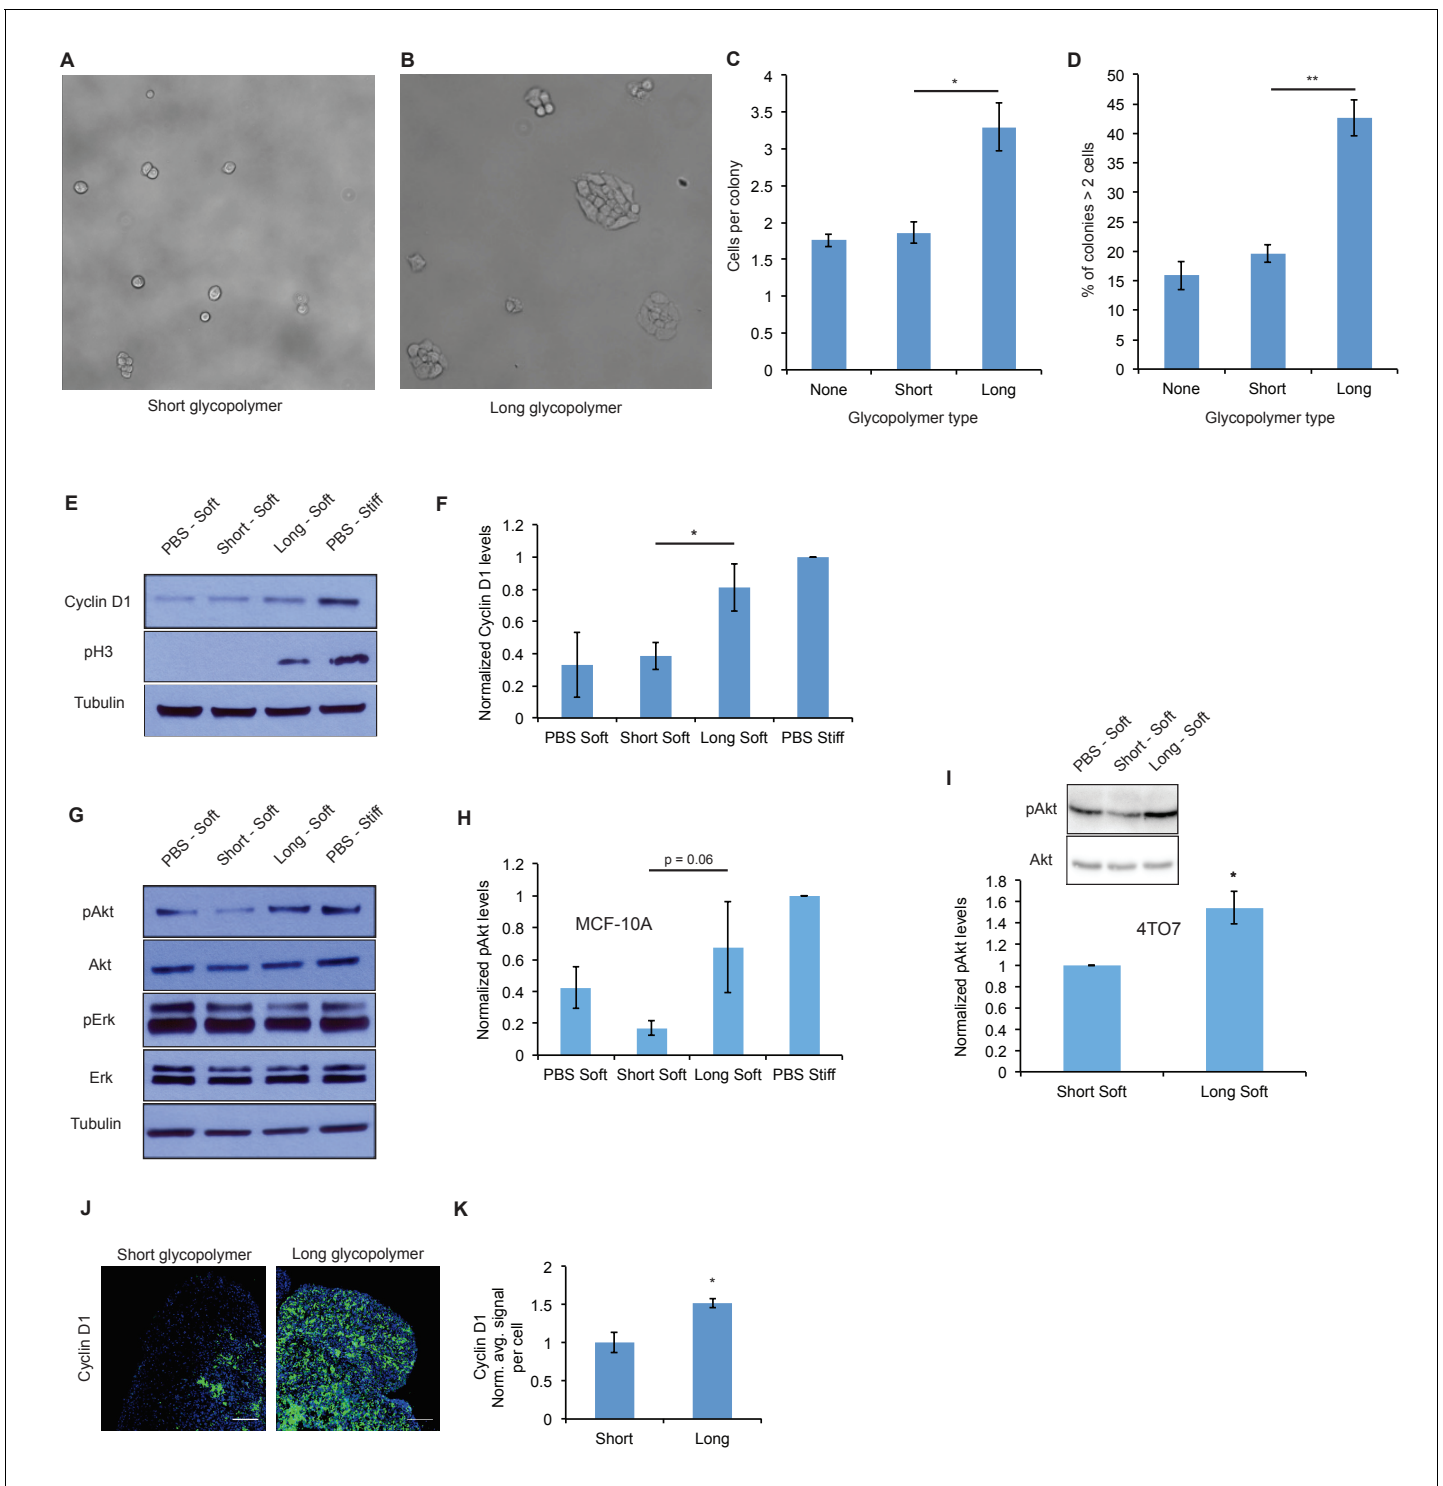 A
Short glycopolymer
B
Long glycopolymer
C
Cells per colony
4
3.5
3
2.5
2
1.5
1
0.5
0
*
None Short Long
Glycopolymer type
D
% of colonies > 2 cells
50
45
40
35
30
25
20
15
10
5
0
**
None Short Long
Glycopolymer type
E
PBS - Soft
Short - Soft
Long - Soft
PBS - Stiff
Cyclin D1
pH3
Tubulin
F
Normalized Cyclin D1 levels
1.2
1
0.8
0.6
0.4
0.2
0
*
PBS Soft Short Soft Long Soft PBS Stiff
G
PBS - Soft
Short - Soft
Long - Soft
PBS - Stiff
pAkt
Akt
pErk
Erk
Tubulin
H
Normalized pAkt levels
1.2
1
0.8
0.6
0.4
0.2
0
p = 0.06
MCF-10A
PBS Soft Short Soft Long Soft PBS Stiff
I
PBS - Soft
Short - Soft
Long - Soft
pAkt
Akt
Normalized pAkt levels
1.8
1.6
1.4
1.2
1
0.8
0.6
0.4
0.2
0
*
4TO7
Short Soft Long Soft
J
Short glycopolymer Long glycopolymer
Cyclin D1
K
Cyclin D1
Norm. avg. signal
per cell
2
1.5
1
0.5
0
*
Short Long